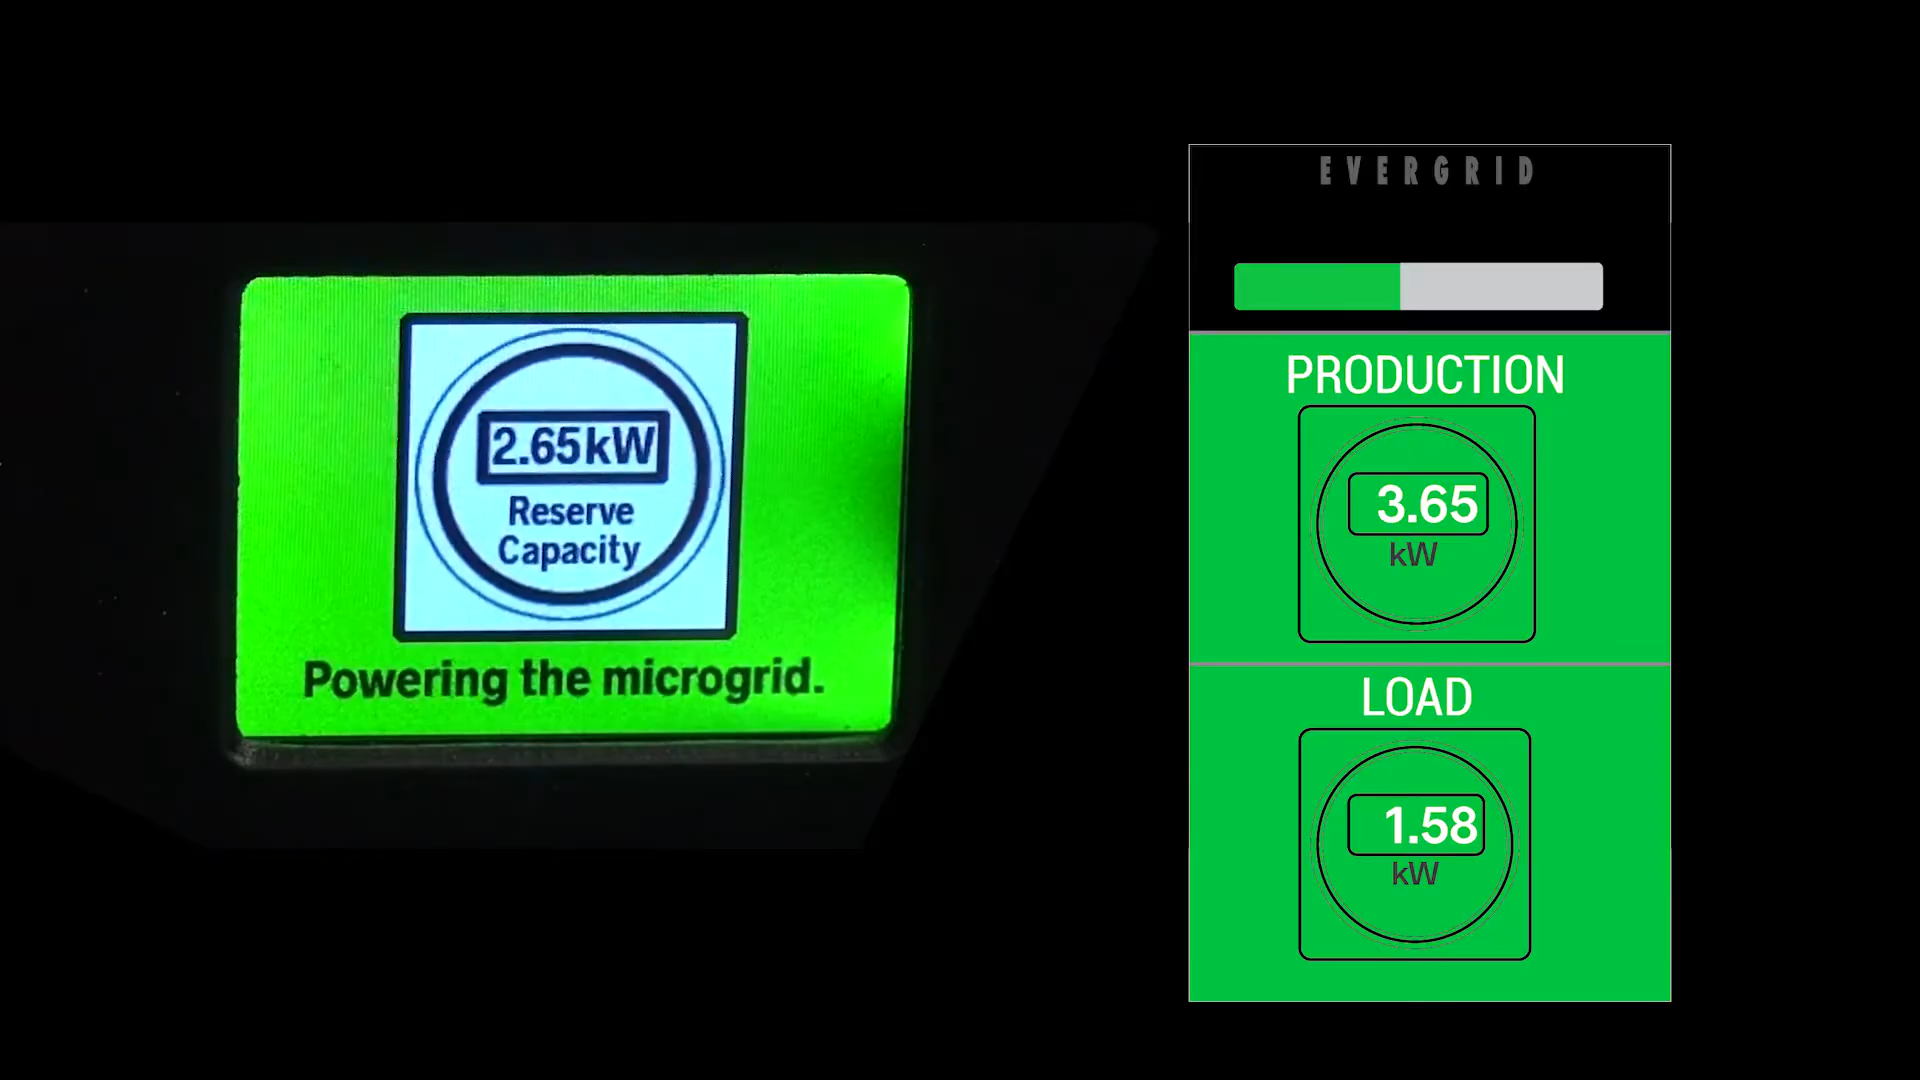 2.65kW
Reserve
Capacity
Powering the microgrid.
EVERGRID
PRODUCTION
3.65
kW
LOAD
1.58
kW